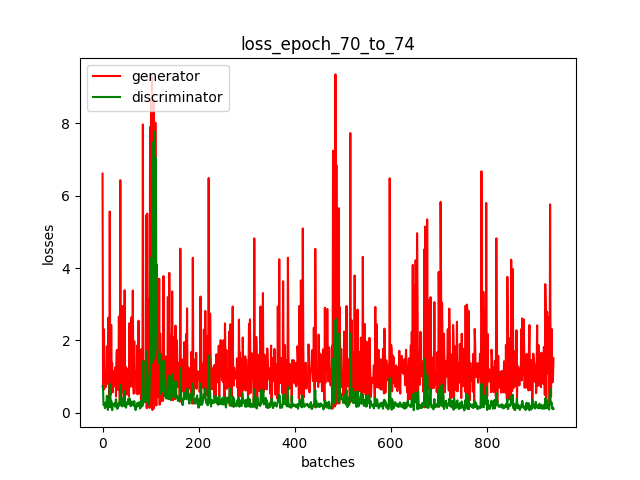 loss_epoch_70_to_74
generator
discriminator
losses
8
6
4
2
0
0 200 400 600 800
batches